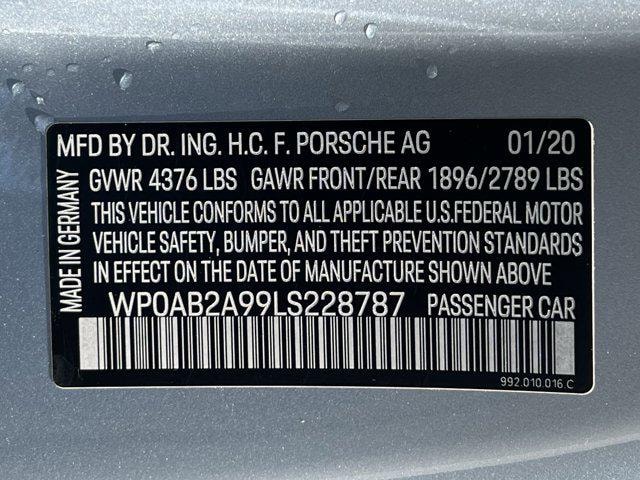 MFD BY DR. ING. H.C. F. PORSCHE AG 01/20
MADE IN GERMANY
GVWR 4376 LBS GAWR FRONT/REAR 1896/2789 LBS
THIS VEHICLE CONFORMS TO ALL APPLICABLE U.S.FEDERAL MOTOR
VEHICLE SAFETY, BUMPER, AND THEFT PREVENTION STANDARDS
IN EFFECT ON THE DATE OF MANUFACTURE SHOWN ABOVE
WP0AB2A99LS228787 PASSENGER CAR
992.010.016.C